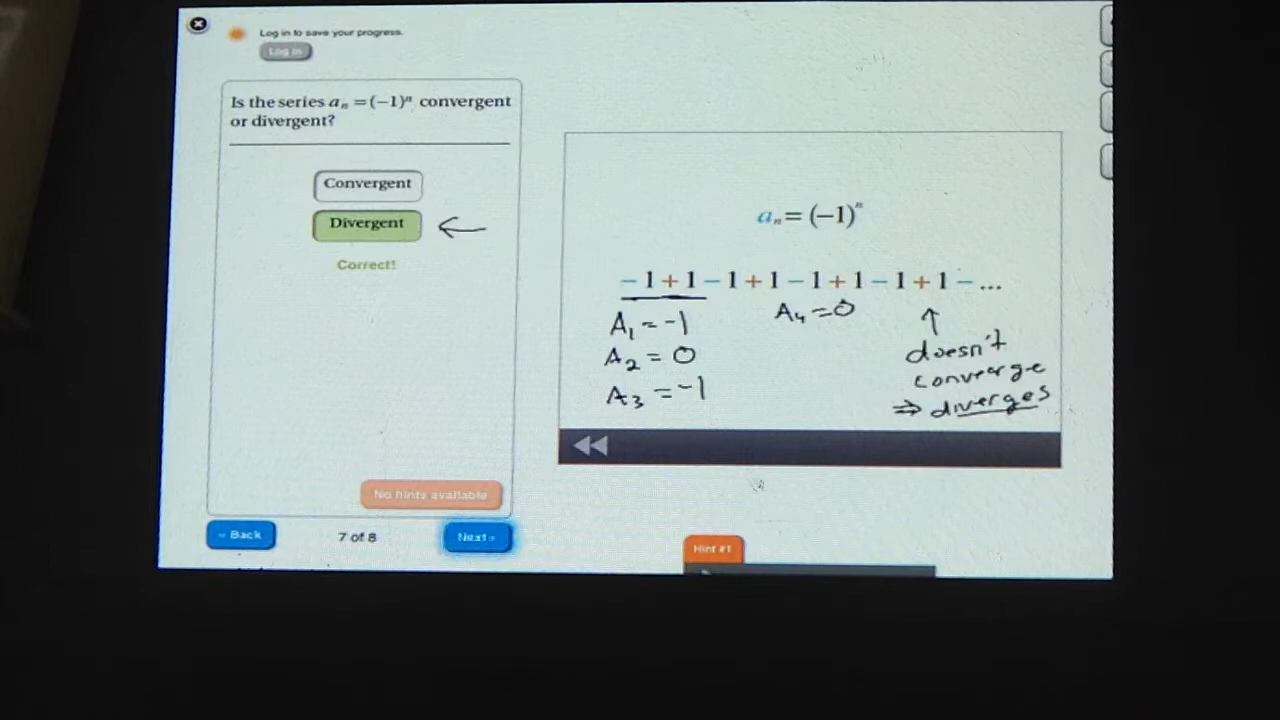 Log in to save your progress.
Log in
Is the series aₙ = (−1)ⁿ convergent
or divergent?
Convergent
Divergent ←
Correct!
No hints available
« Back
7 of 8
Next »
aₙ = (−1)ⁿ
− 1 + 1 − 1 + 1 − 1 + 1 − 1 + 1 − ...
A₁ = -1
A₂ = 0
A₃ = -1
A₄ = 0
↑
doesn't
converge
⇒ diverges
Hint #1